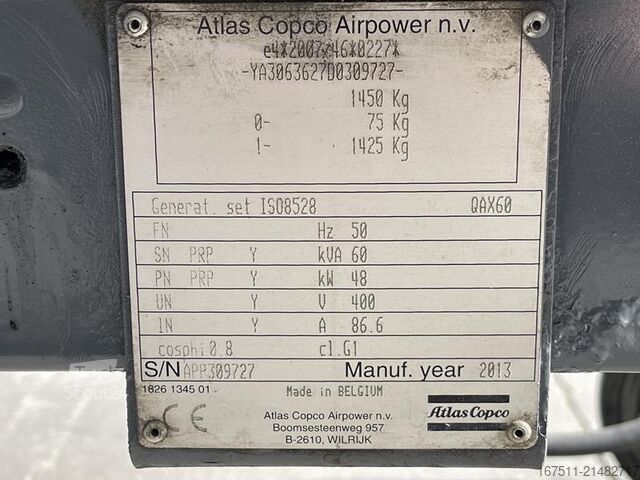 Atlas Copco Airpower n.v.
e4*2007/46*0227*
-YA3063627D0309727-
1450 Kg
0- 75 Kg
1- 1425 Kg
Generat. set ISO8528 QAX60
FN Hz 50
SN PRP Y kVA 60
PN PRP Y kW 48
UN Y V 400
IN Y A 86.6
cosphi 0.8 cl.G1
S/N APP309727 Manuf. year 2013
1826 1345 01 Made in BELGIUM
CE
Atlas Copco Airpower n.v.
Boomsesteenweg 957
B-2610, WILRIJK
Atlas Copco
167511-21482717